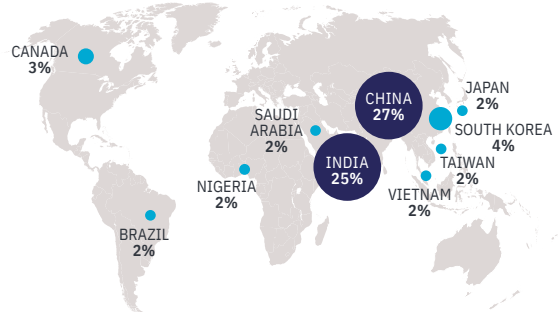 CANADA
3%
CHINA
27%
JAPAN
2%
SAUDI
ARABIA
2%
SOUTH KOREA
4%
INDIA
25%
TAIWAN
2%
NIGERIA
2%
VIETNAM
2%
BRAZIL
2%